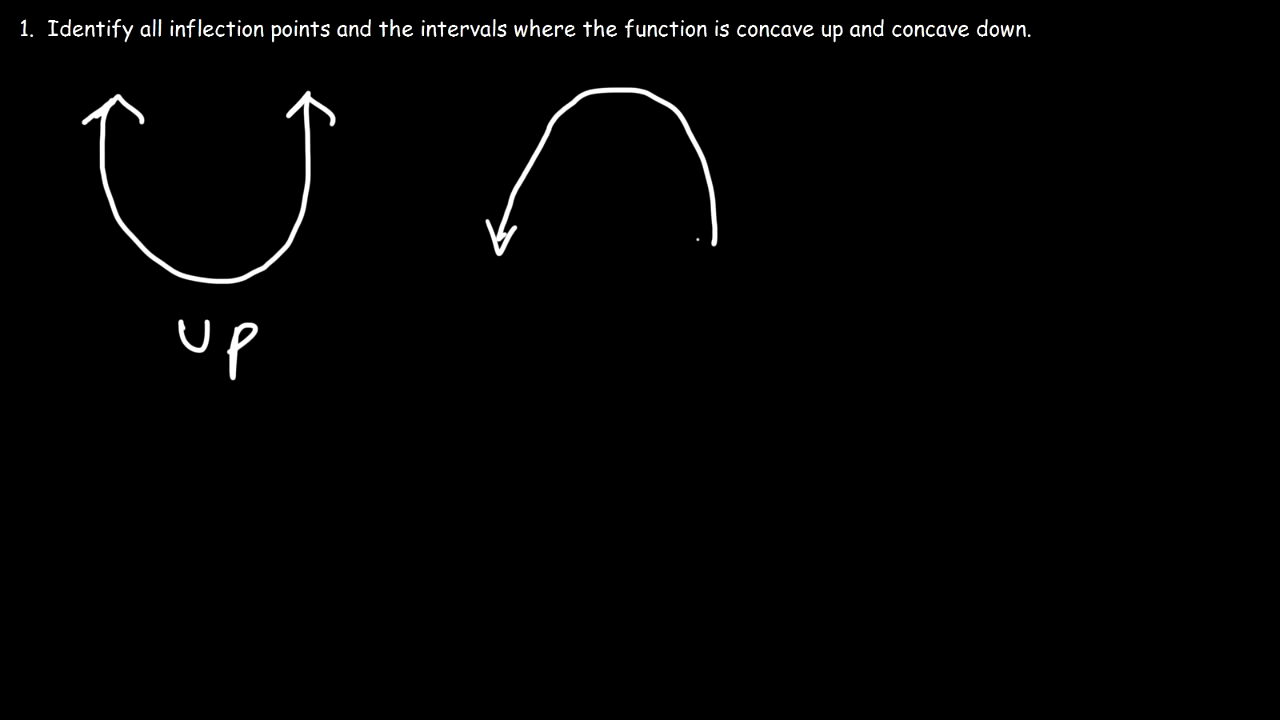 1. Identify all inflection points and the intervals where the function is concave up and concave down.
up